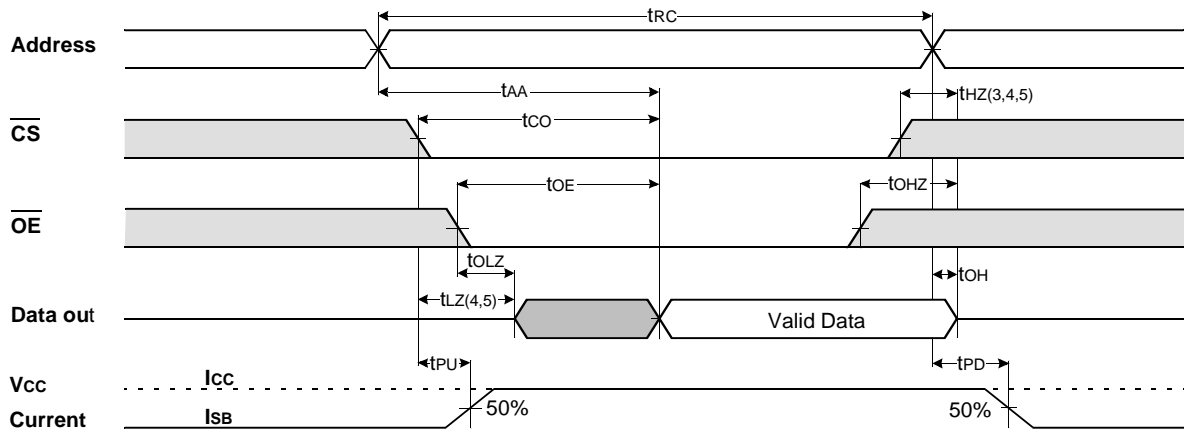 tRC
Address
tAA
tHZ(3,4,5)
CS
tCO
tOE
tOHZ
OE
tOLZ
tOH
tLZ(4,5)
Data out
Valid Data
tPU
tPD
VCC
ICC
50%
50%
Current
ISB